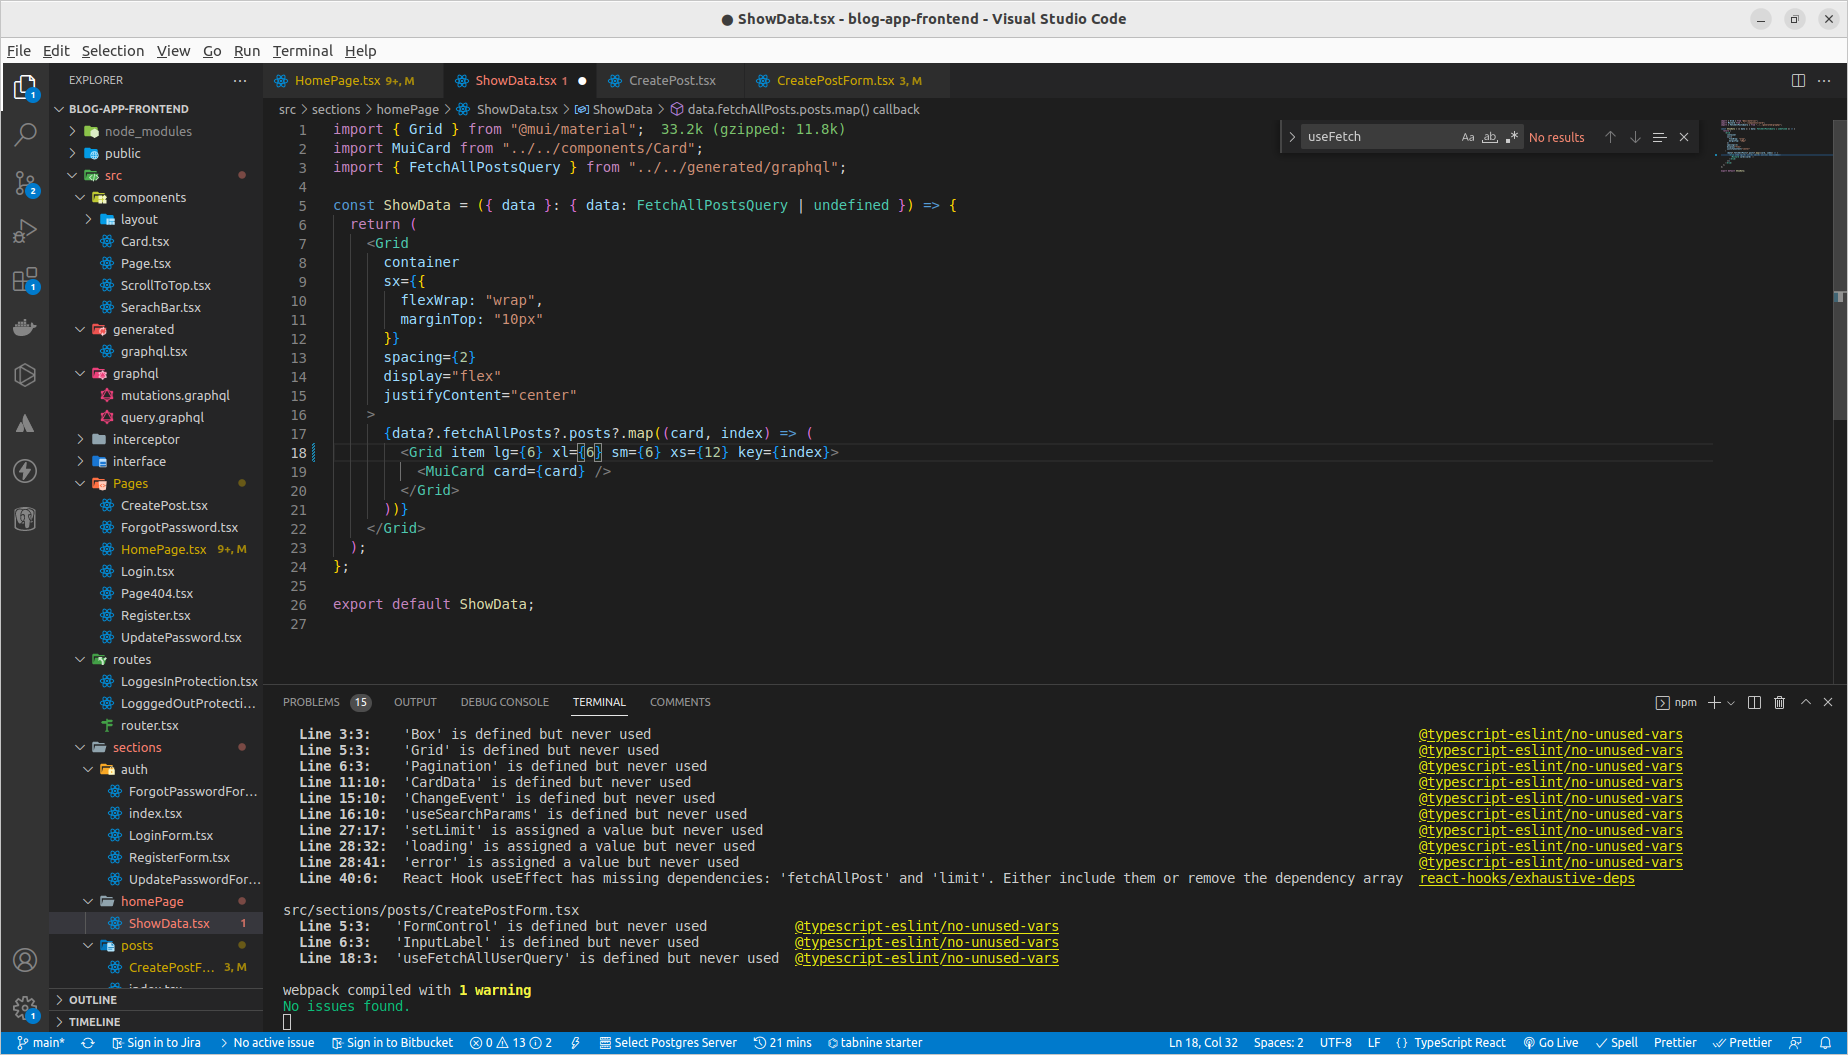 ● ShowData.tsx - blog-app-frontend - Visual Studio Code
File Edit Selection View Go Run Terminal Help
EXPLORER
BLOG-APP-FRONTEND
node_modules
public
src
components
layout
Card.tsx
Page.tsx
ScrollToTop.tsx
SerachBar.tsx
generated
graphql.tsx
graphql
mutations.graphql
query.graphql
interceptor
interface
Pages
CreatePost.tsx
ForgotPassword.tsx
HomePage.tsx 9+, M
Login.tsx
Page404.tsx
Register.tsx
UpdatePassword.tsx
routes
LoggesInProtection.tsx
LogggedOutProtecti...
router.tsx
sections
auth
ForgotPasswordFor...
index.tsx
LoginForm.tsx
RegisterForm.tsx
UpdatePasswordFor...
homePage
ShowData.tsx 1
posts
CreatePostF... 3, M
index.tsx
OUTLINE
TIMELINE
1
2
1
1
HomePage.tsx 9+, M ShowData.tsx 1 ● CreatePost.tsx CreatePostForm.tsx 3, M
src > sections > homePage > ShowData.tsx > ShowData > data.fetchAllPosts.posts.map() callback
useFetch Aa ab No results
1 import { Grid } from "@mui/material"; 33.2k (gzipped: 11.8k)
2 import MuiCard from "../../components/Card";
3 import { FetchAllPostsQuery } from "../../generated/graphql";
4
5 const ShowData = ({ data }: { data: FetchAllPostsQuery | undefined }) => {
6 return (
7 <Grid
8 container
9 sx={{
10 flexWrap: "wrap",
11 marginTop: "10px"
12 }}
13 spacing={2}
14 display="flex"
15 justifyContent="center"
16 >
17 {data?.fetchAllPosts?.posts?.map((card, index) => (
18 <Grid item lg={6} xl={6} sm={6} xs={12} key={index}>
19 <MuiCard card={card} />
20 </Grid>
21 ))}
22 </Grid>
23 );
24 };
25
26 export default ShowData;
27
PROBLEMS 15 OUTPUT DEBUG CONSOLE TERMINAL COMMENTS npm
Line 3:3: 'Box' is defined but never used @typescript-eslint/no-unused-vars
Line 5:3: 'Grid' is defined but never used @typescript-eslint/no-unused-vars
Line 6:3: 'Pagination' is defined but never used @typescript-eslint/no-unused-vars
Line 11:10: 'CardData' is defined but never used @typescript-eslint/no-unused-vars
Line 15:10: 'ChangeEvent' is defined but never used @typescript-eslint/no-unused-vars
Line 16:10: 'useSearchParams' is defined but never used @typescript-eslint/no-unused-vars
Line 27:17: 'setLimit' is assigned a value but never used @typescript-eslint/no-unused-vars
Line 28:32: 'loading' is assigned a value but never used @typescript-eslint/no-unused-vars
Line 28:41: 'error' is assigned a value but never used @typescript-eslint/no-unused-vars
Line 40:6: React Hook useEffect has missing dependencies: 'fetchAllPost' and 'limit'. Either include them or remove the dependency array react-hooks/exhaustive-deps
src/sections/posts/CreatePostForm.tsx
Line 5:3: 'FormControl' is defined but never used @typescript-eslint/no-unused-vars
Line 6:3: 'InputLabel' is defined but never used @typescript-eslint/no-unused-vars
Line 18:3: 'useFetchAllUserQuery' is defined but never used @typescript-eslint/no-unused-vars
webpack compiled with 1 warning
No issues found.
main* Sign in to Jira > No active issue Sign in to Bitbucket 0 13 2 Select Postgres Server 21 mins tabnine starter Ln 18, Col 32 Spaces: 2 UTF-8 LF {} TypeScript React Go Live Spell Prettier Prettier